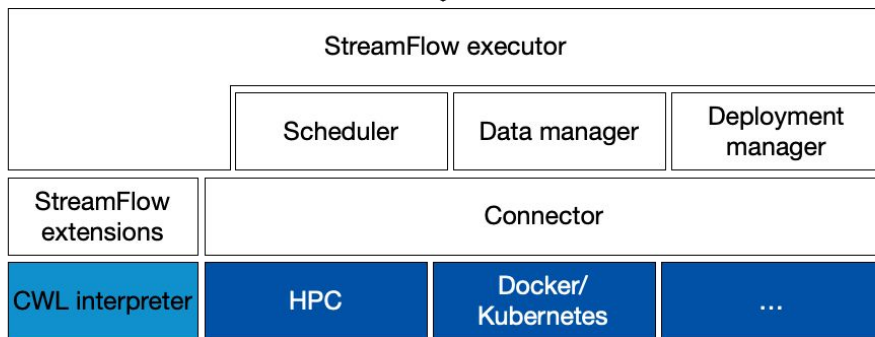 StreamFlow executor
Scheduler
Data manager
Deployment
manager
StreamFlow
extensions
Connector
CWL interpreter
HPC
Docker/
Kubernetes
...